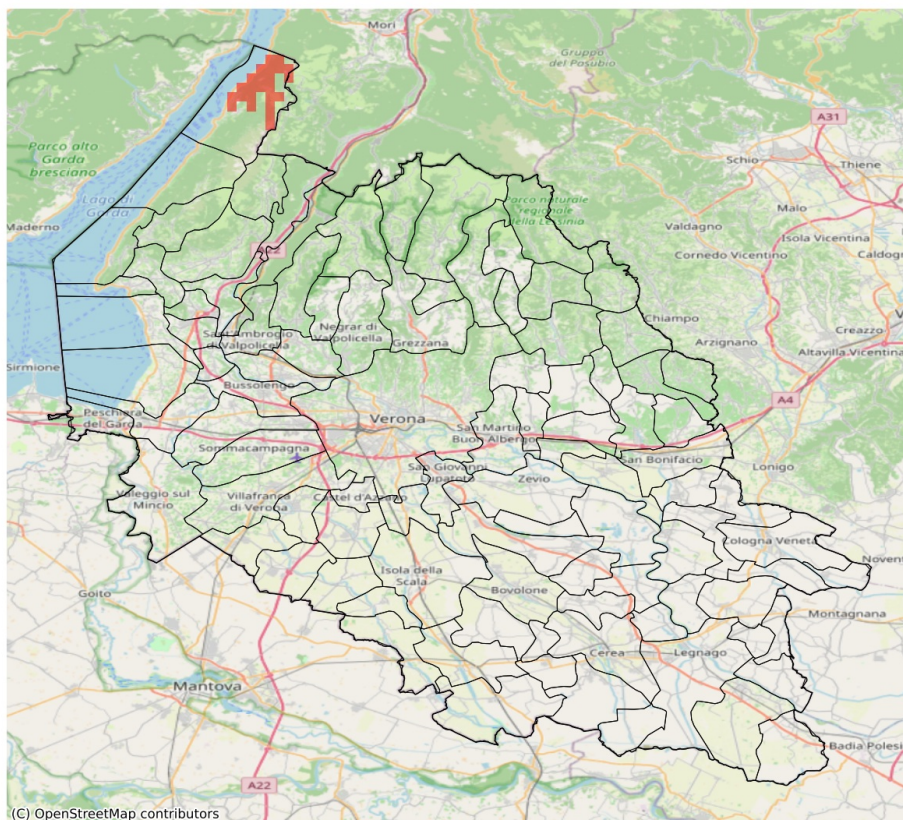 Mori
Gruppo
del Pasubio
A31
Parco alto
Garda
bresciano
Schio
Thiene
Lago di
Garda
Parco naturale
regionale
della Lessinia
Malo
Maderno
Valdagno
Isola Vicentina
Cornedo Vicentino
Caldogn
A22
Chiampo
Sant'Ambrogio
di Valpolicella
Negrar di
Valpolicella
Grezzana
Arzignano
Creazzo
Altavilla Vicentina
Sirmione
Bussolengo
A4
Peschiera
del Garda
Verona
San Martino
Buon Albergo
Sommacampagna
San Giovanni
Lupatoto
Zevio
San Bonifacio
Lonigo
Valeggio sul
Mincio
Villafranca
di Verona
Castel d'Azzano
Cologna Veneta
Novent
Isola della
Scala
Goito
Bovolone
Montagnana
Cerea
Legnago
Mantova
Badia Polesi
A22
(C) OpenStreetMap contributors